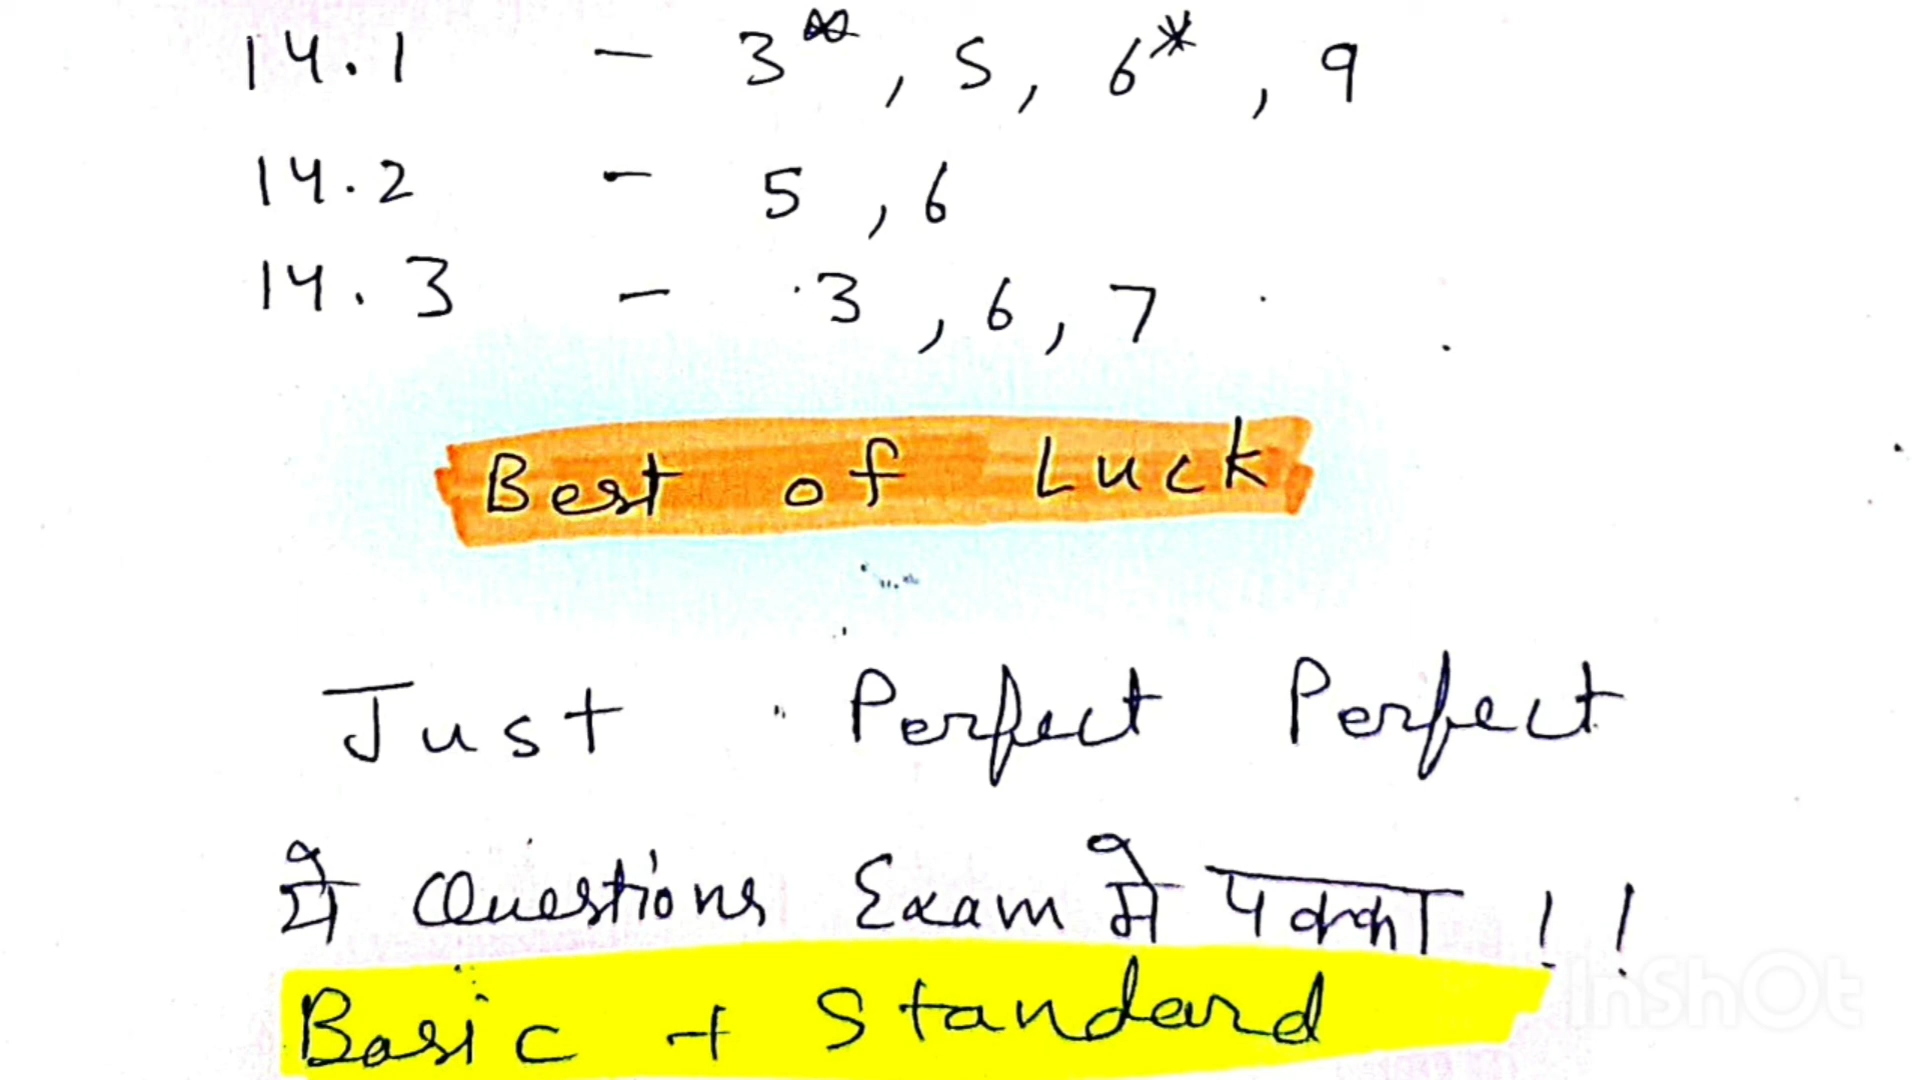 14.1 - 3*, 5, 6*, 9
14.2 - 5, 6
14.3 - 3, 6, 7
Best of Luck
Just Perfect Perfect
ये Questions Exam मे पक्का !!
Basic + Standard
InShOt